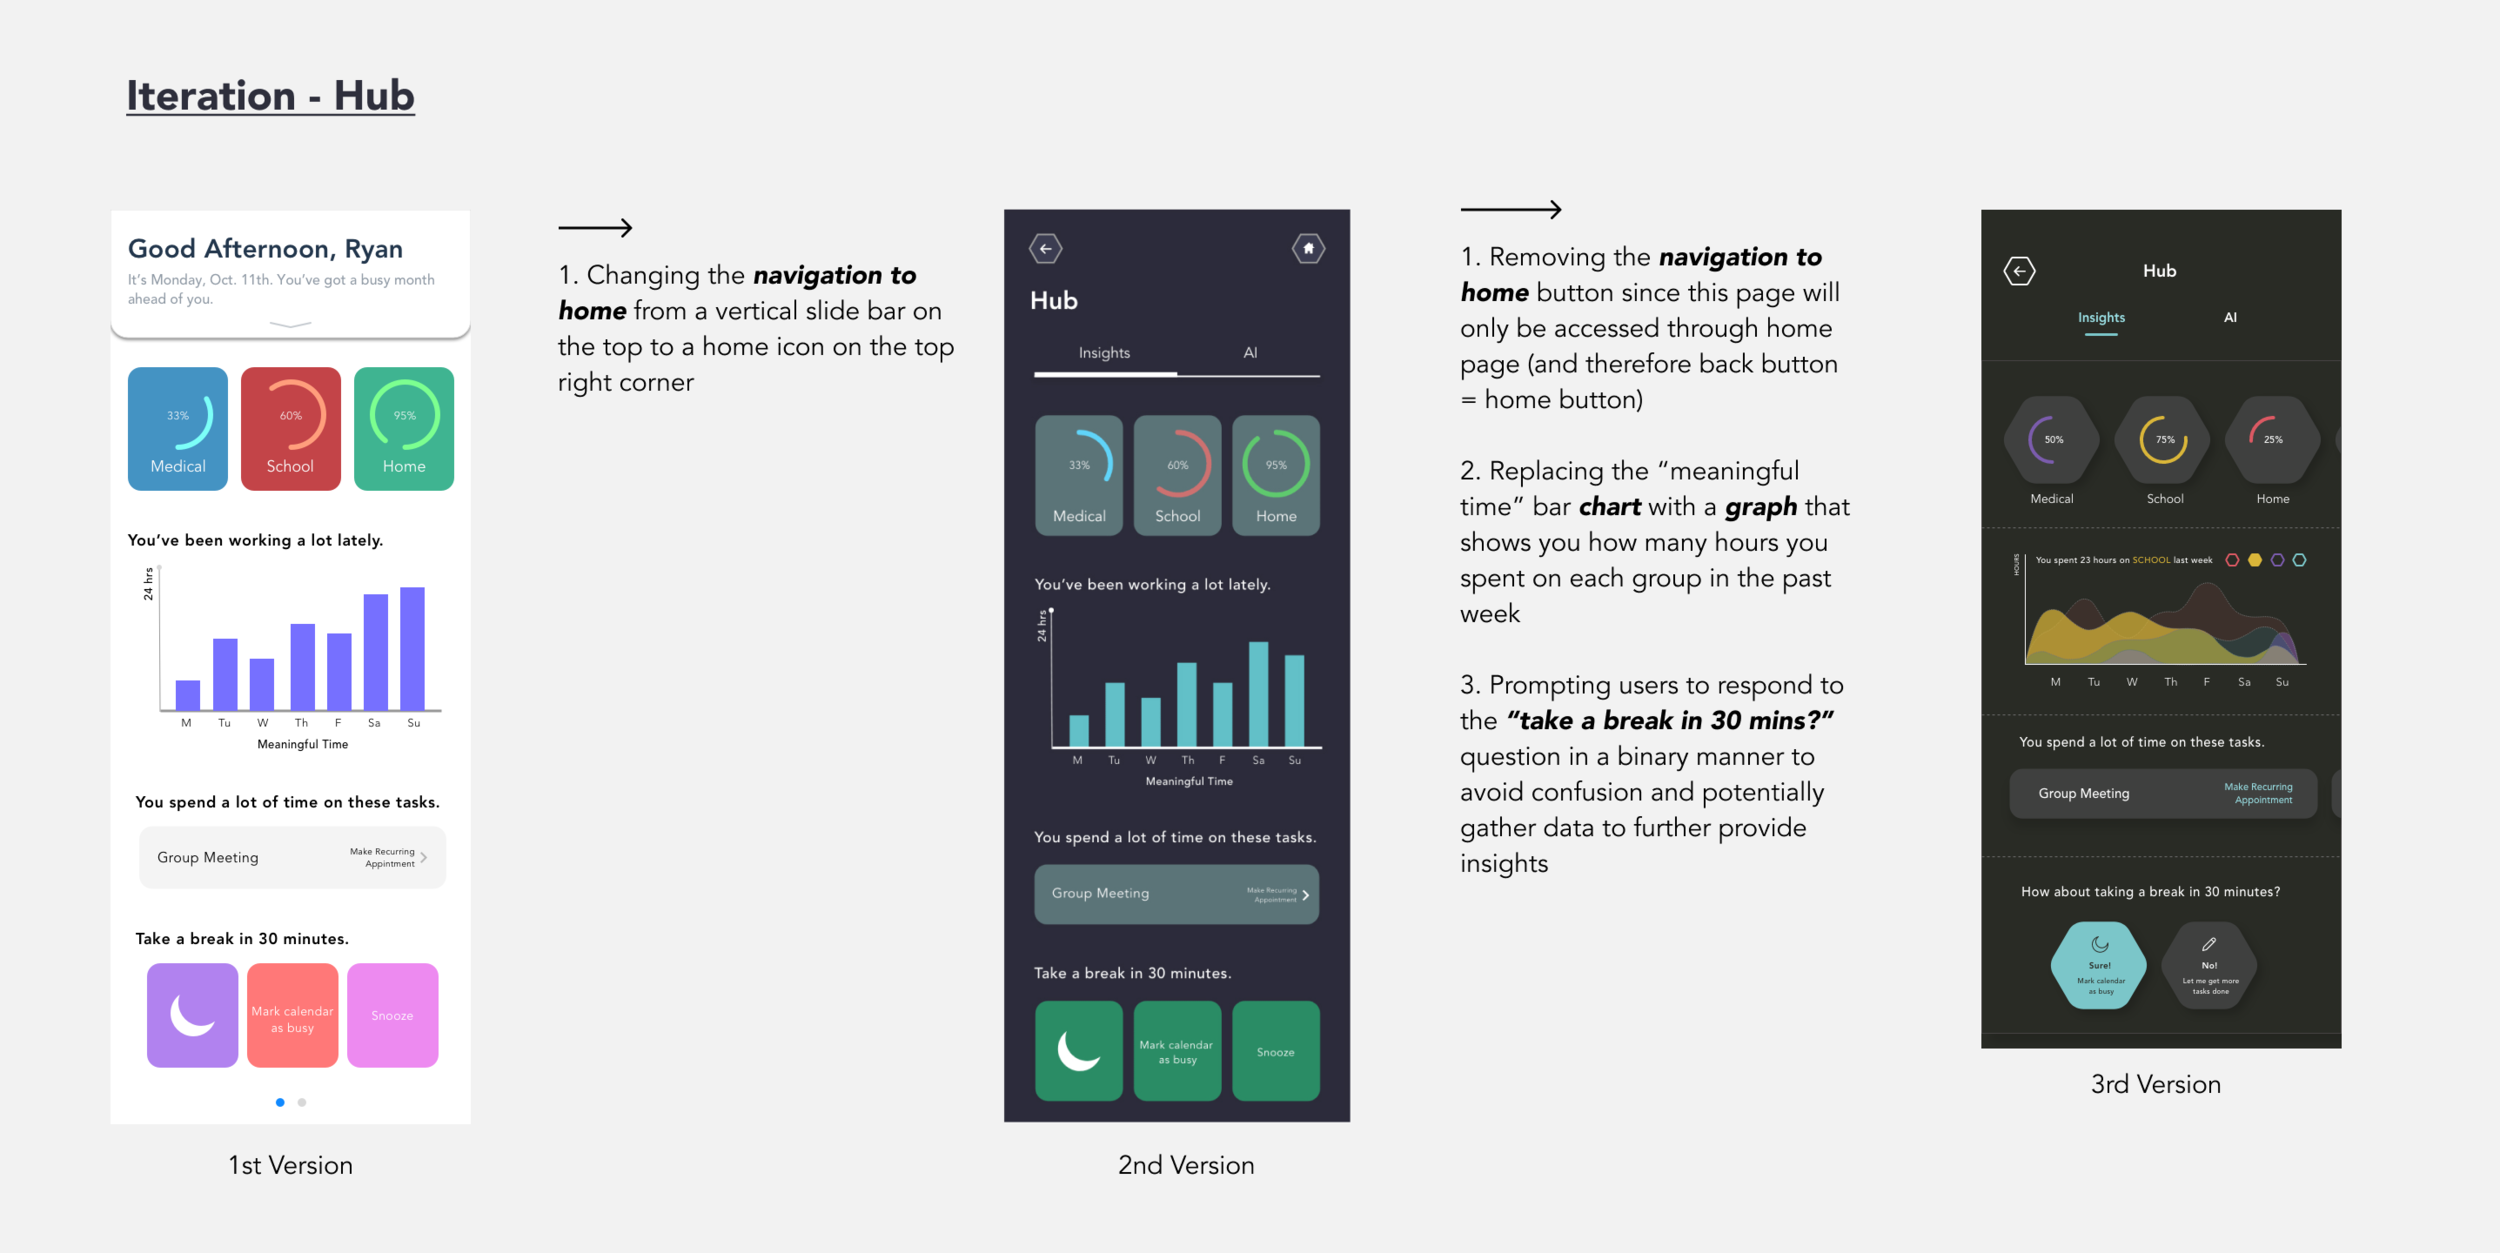 Iteration - Hub
Good Afternoon, Ryan
It's Monday, Oct. 11th. You've got a busy month
ahead of you.
33%
60%
95%
Medical
School
Home
You've been working a lot lately.
24 hrs
M
Tu
W
Th
F
Sa
Su
Meaningful Time
You spend a lot of time on these tasks.
Group Meeting
Make Recurring
Appintment
Take a break in 30 minutes.
Mark calendar
as busy
Snooze
1st Version
1. Changing the navigation to
home from a vertical slide bar on
the top to a home icon on the top
right corner
Hub
Insights
AI
33%
60%
95%
Medical
School
Home
You've been working a lot lately.
24 hrs
M
Tu
W
Th
F
Sa
Su
Meaningful Time
You spend a lot of time on these tasks.
Group Meeting
Make Recurring
Appointment
Take a break in 30 minutes.
Mark calendar
as busy
Snooze
2nd Version
1. Removing the navigation to
home button since this page will
only be accessed through home
page (and therefore back button
= home button)
2. Replacing the “meaningful
time” bar chart with a graph that
shows you how many hours you
spent on each group in the past
week
3. Prompting users to respond to
the “take a break in 30 mins?”
question in a binary manner to
avoid confusion and potentially
gather data to further provide
insights
Hub
Insights
AI
50%
75%
25%
Medical
School
Home
HOURS
You spent 23 hours on SCHOOL last week
M
Tu
W
Th
F
Sa
Su
You spend a lot of time on these tasks.
Group Meeting
Make Recurring
Appointment
How about taking a break in 30 minutes?
Sure!
Mark calendar
as busy
No!
Let me get more
tasks done
3rd Version